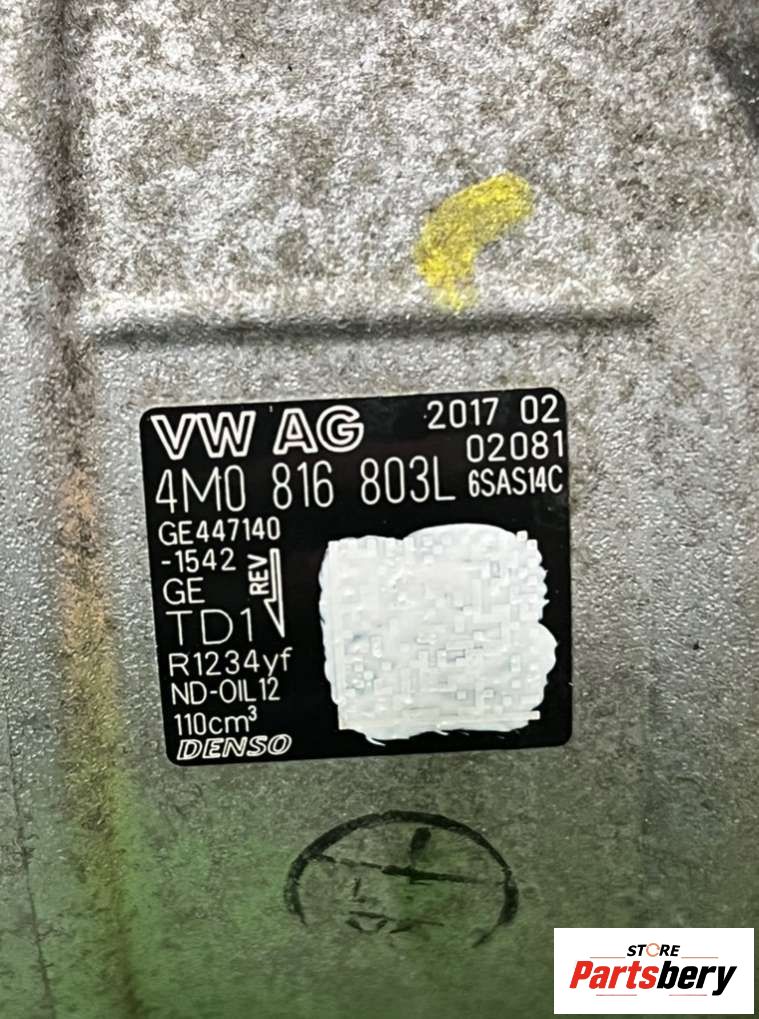 VW AG 2017 02
02081
4M0 816 803L 6SAS14C
GE447140
-1542
GE
REV
TD1
R1234yf
ND-OIL12
110cm³
DENSO
STORE
Partsbery